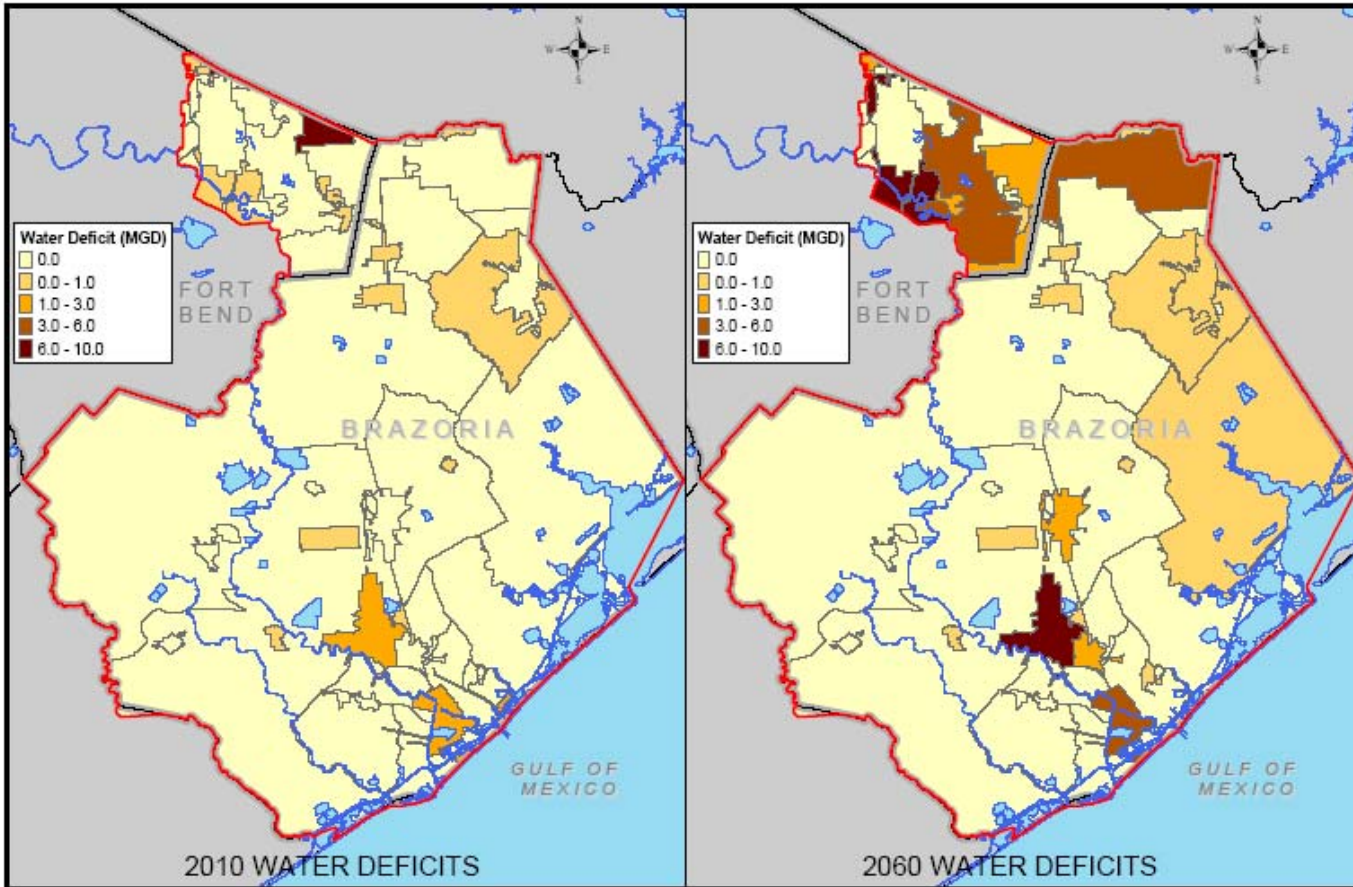 N
W E
S
Water Deficit (MGD)
0.0
0.0 - 1.0
1.0 - 3.0
3.0 - 6.0
6.0 - 10.0
FORT
BEND
BRAZORIA
GULF OF
MEXICO
2010 WATER DEFICITS
N
W E
S
Water Deficit (MGD)
0.0
0.0 - 1.0
1.0 - 3.0
3.0 - 6.0
6.0 - 10.0
FORT
BEND
BRAZORIA
GULF OF
MEXICO
2060 WATER DEFICITS